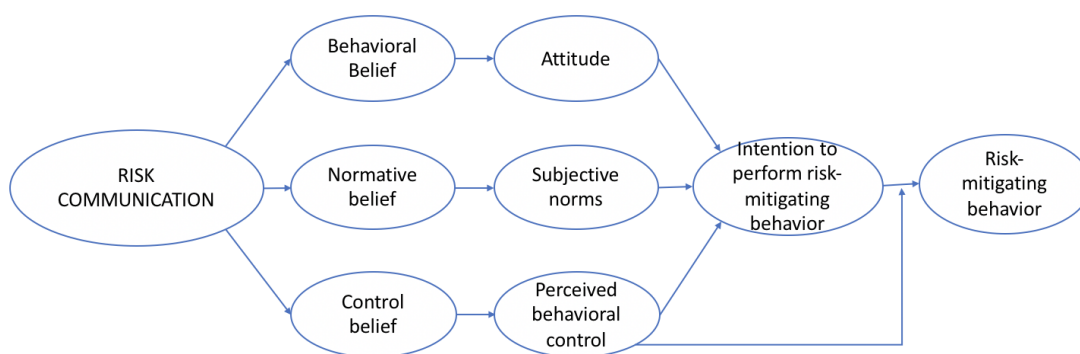 Behavioral
Belief
Attitude
RISK
COMMUNICATION
Normative
belief
Subjective
norms
Intention to
perform risk-
mitigating
behavior
Risk-
mitigating
behavior
Control
belief
Perceived
behavioral
control